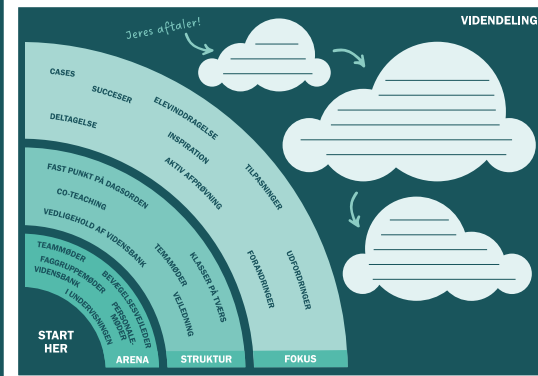 VIDENDELING
Jeres aftaler!
CASES
SUCCESER
ELEVINDDRAGELSE
DELTAGELSE
INSPIRATION
AKTIV AFPRØVNING
TILPASNINGER
FORANDRINGER
UDFORDRINGER
FAST PUNKT PÅ DAGSORDEN
CO-TEACHING
VEDLIGEHOLD AF VIDENSBANK
TEMAMØDER
KLASSER PÅ TVÆRS
VEJLEDNING
TEAMMØDER
FAGGRUPPEMØDER
VIDENSBANK
BEVÆGELSESVEJLEDER
PERSONALE-
MØDER
I UNDERVISNINGEN
START
HER
ARENA
STRUKTUR
FOKUS